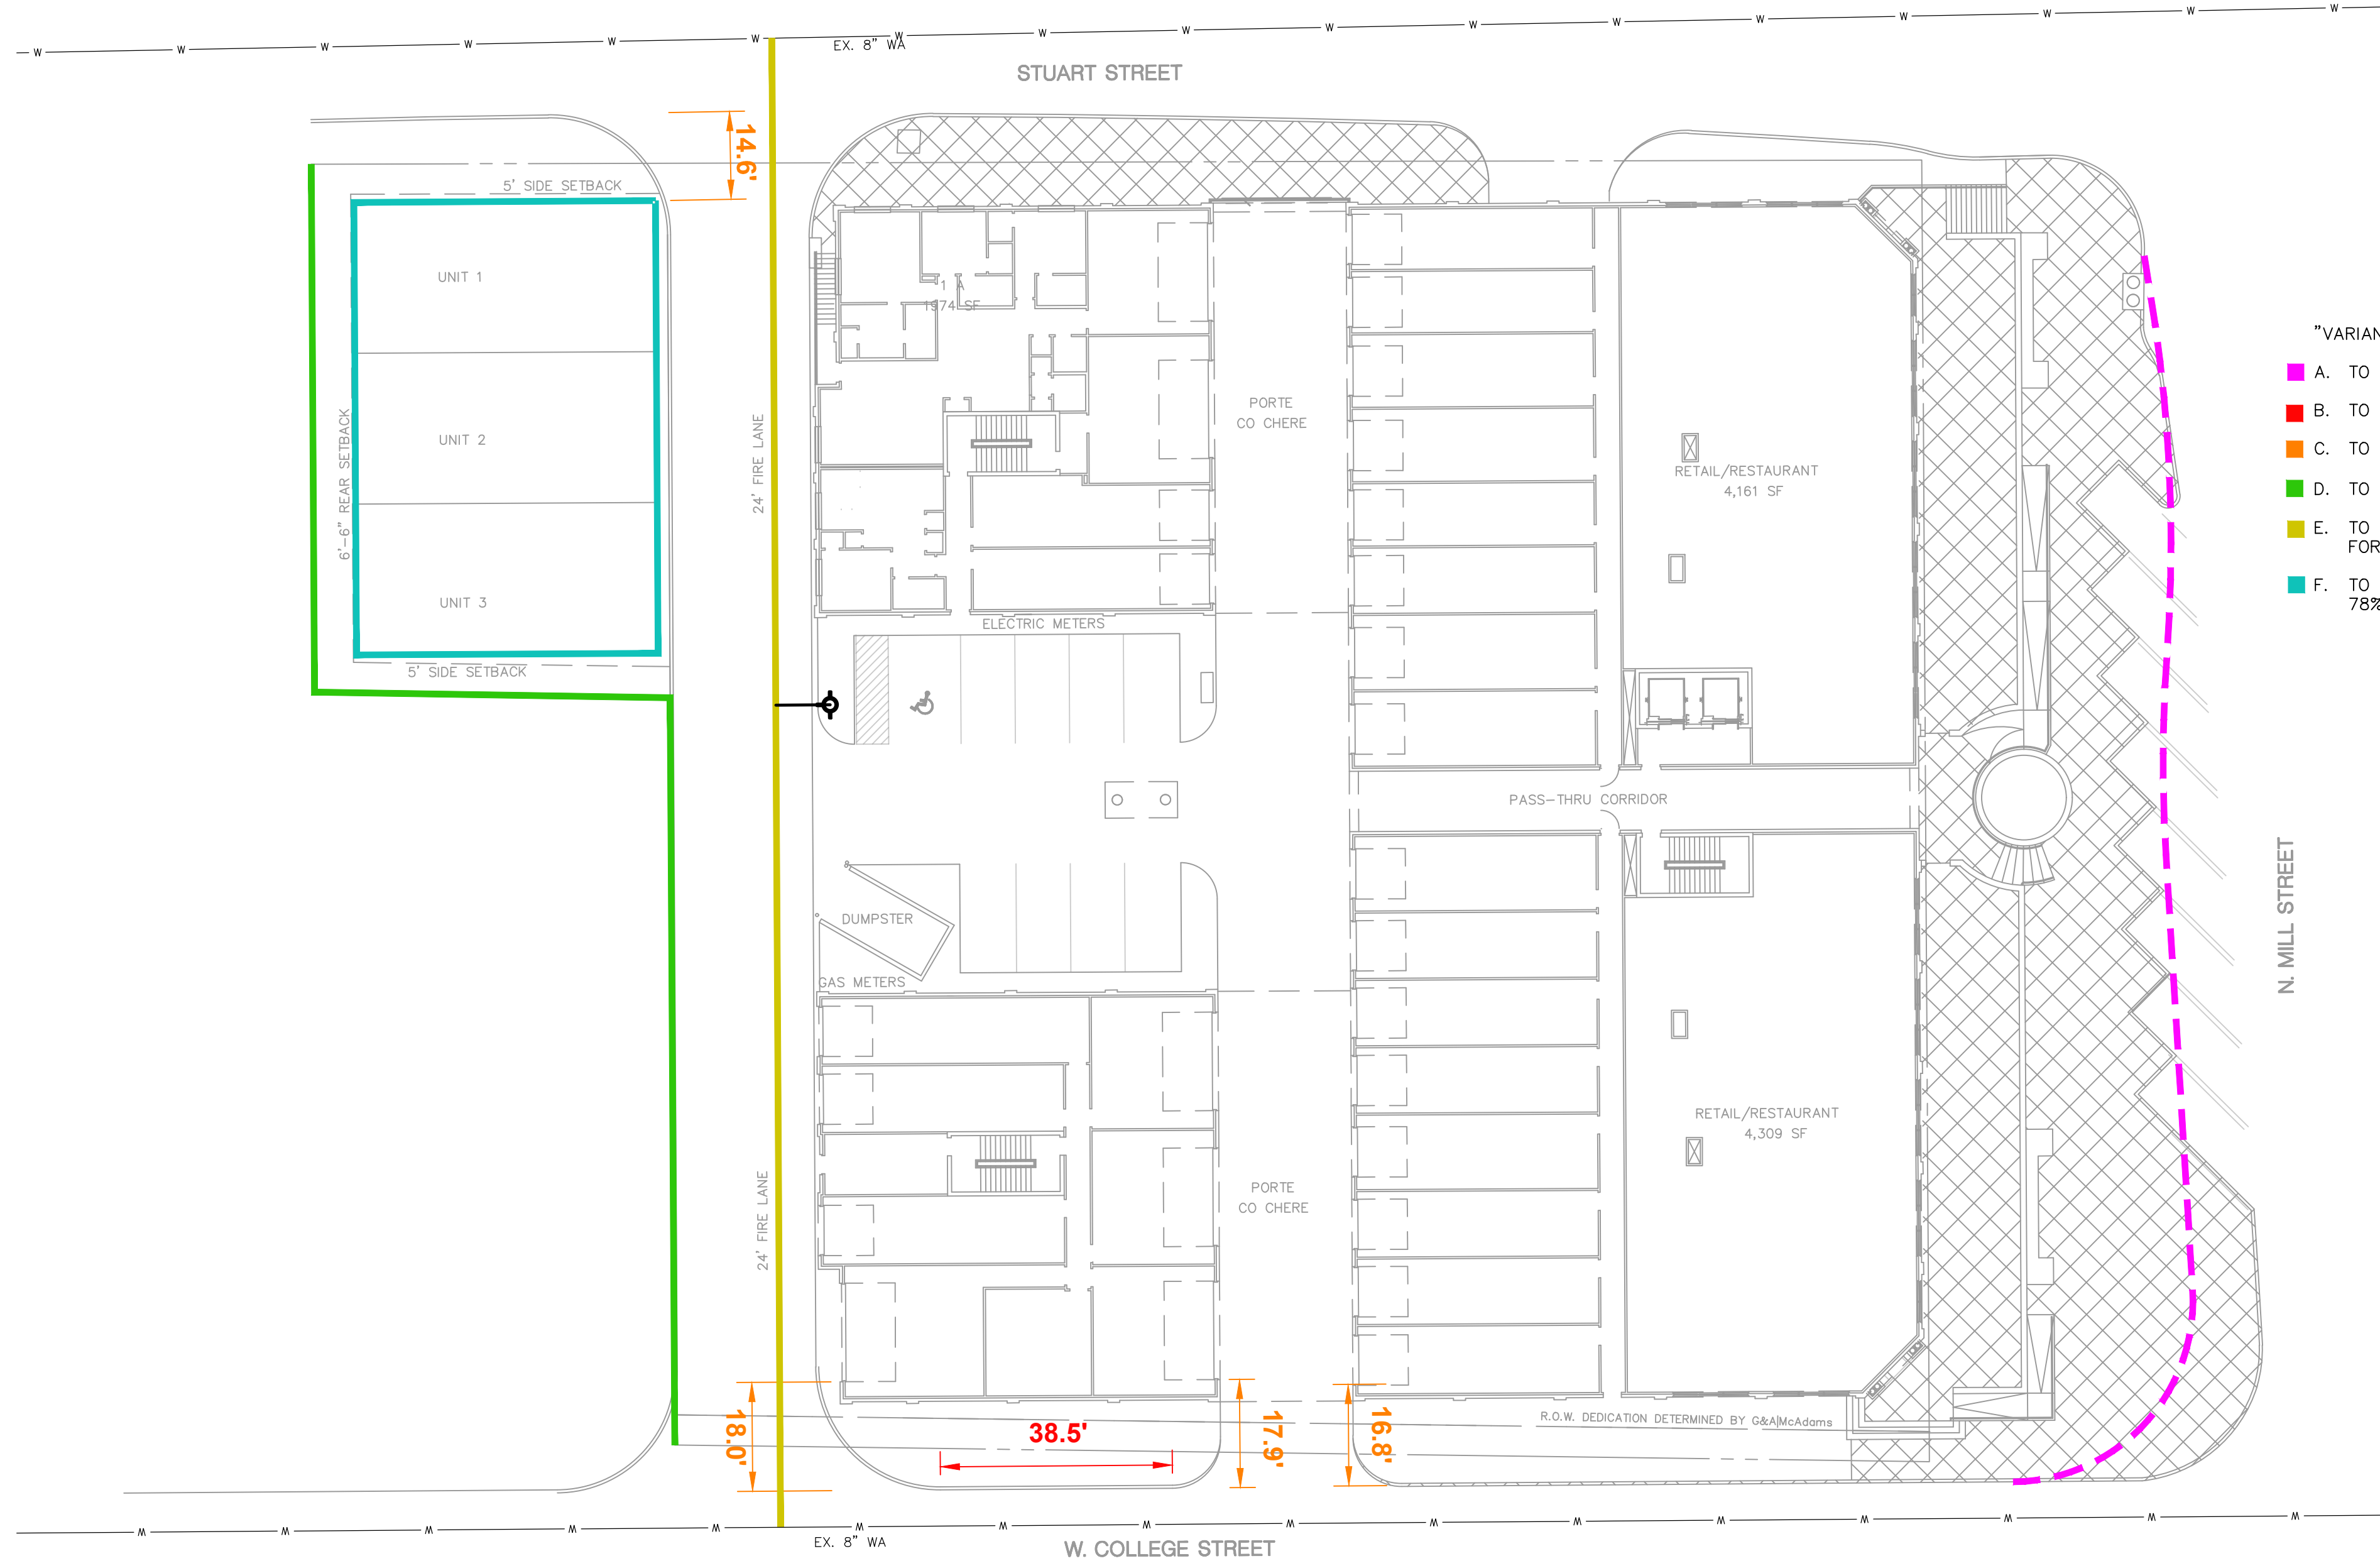 W W W W W W W W W W W W W W W W W
EX. 8" WA
STUART STREET
14.6'
5' SIDE SETBACK
UNIT 1
UNIT 2
UNIT 3
6'-6" REAR SETBACK
5' SIDE SETBACK
24' FIRE LANE
1 A
1974 SF
PORTE
CO CHERE
RETAIL/RESTAURANT
4,161 SF
"VARIAN
A. TO
B. TO
C. TO
D. TO
E. TO
FOR
F. TO
78%
ELECTRIC METERS
PASS-THRU CORRIDOR
N. MILL STREET
DUMPSTER
GAS METERS
24' FIRE LANE
PORTE
CO CHERE
RETAIL/RESTAURANT
4,309 SF
18.0'
38.5'
17.9'
16.8'
R.O.W. DEDICATION DETERMINED BY G&A|McAdams
W W W W W W W W W W W W W W W W
EX. 8" WA
W. COLLEGE STREET